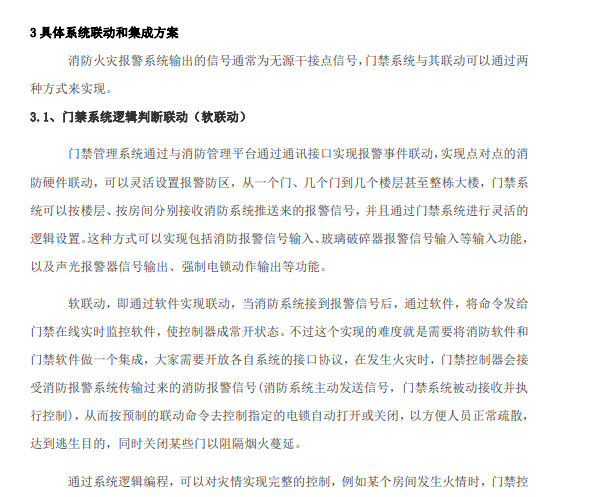 3具体系统联动和集成方案
消防火灾报警系统输出的信号通常为无源干接点信号，门禁系统与其联动可以通过两
种方式来实现。
3.1、门禁系统逻辑判断联动（软联动）
门禁管理系统通过与消防管理平台通过通讯接口实现报警事件联动，实现点对点的消
防硬件联动，可以灵活设置报警防区，从一个门、几个门到几个楼层甚至整栋大楼，门禁系
统可以按楼层、按房间分别接收消防系统推送来的报警信号，并且通过门禁系统进行灵活的
逻辑设置。这种方式可以实现包括消防报警信号输入、玻璃破碎器报警信号输入等输入功能，
以及声光报警器信号输出、强制电锁动作输出等功能。
软联动，即通过软件实现联动，当消防系统接到报警信号后，通过软件，将命令发给
门禁在线实时监控软件，使控制器成常开状态。不过这个实现的难度就是需要将消防软件和
门禁软件做一个集成，大家需要开放各自系统的接口协议，在发生火灾时，门禁控制器会接
受消防报警系统传输过来的消防报警信号(消防系统主动发送信号，门禁系统被动接收并执
行控制)，从而按预制的联动命令去控制指定的电锁自动打开或关闭，以方便人员正常疏散，
达到逃生目的，同时关闭某些门以阻隔烟火蔓延。
通过系统逻辑编程，可以对灾情实现完整的控制，例如某个房间发生火情时，门禁控